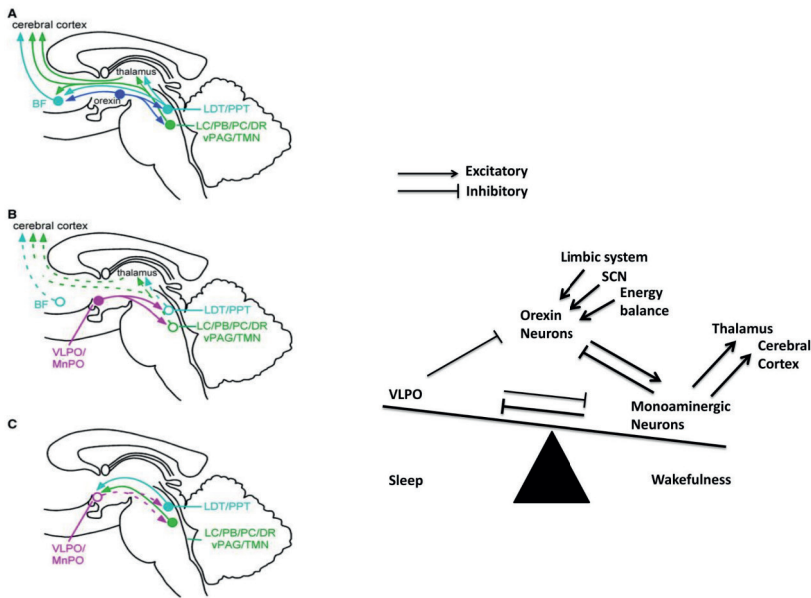 A
cerebral cortex
thalamus
BF
orexin
LDT/PPT
LC/PB/PC/DR
vPAG/TMN
B
cerebral cortex
thalamus
BF
LDT/PPT
LC/PB/PC/DR
vPAG/TMN
VLPO/
MnPO
C
LDT/PPT
VLPO/
MnPO
LC/PB/PC/DR
vPAG/TMN
Excitatory
Inhibitory
Limbic system
SCN
Energy
balance
Orexin
Neurons
Thalamus
Cerebral
Cortex
VLPO
Monoaminergic
Neurons
Sleep
Wakefulness